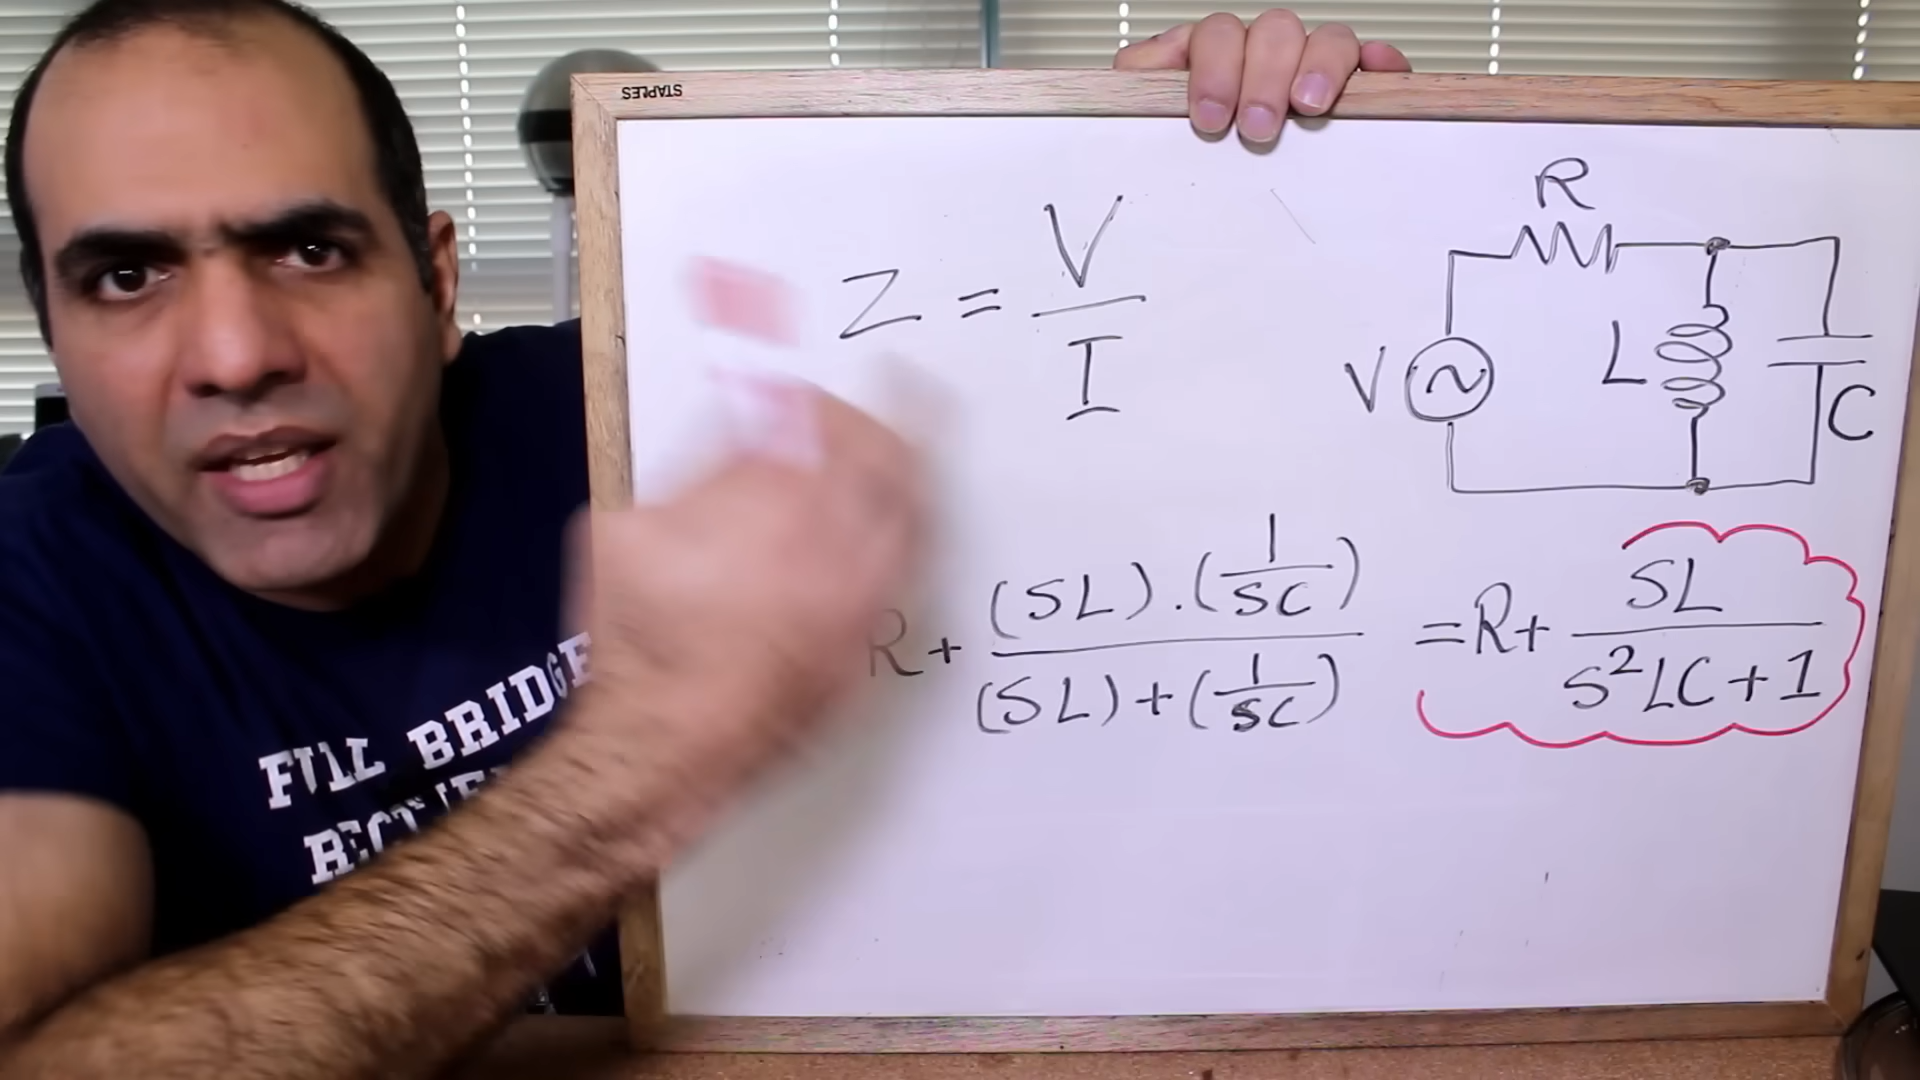 STAPLES
Z = V/I
R
V
L
C
R + (SL).(1/SC) / (SL)+(1/SC) = R + SL / S²LC+1
FULL BRIDGE